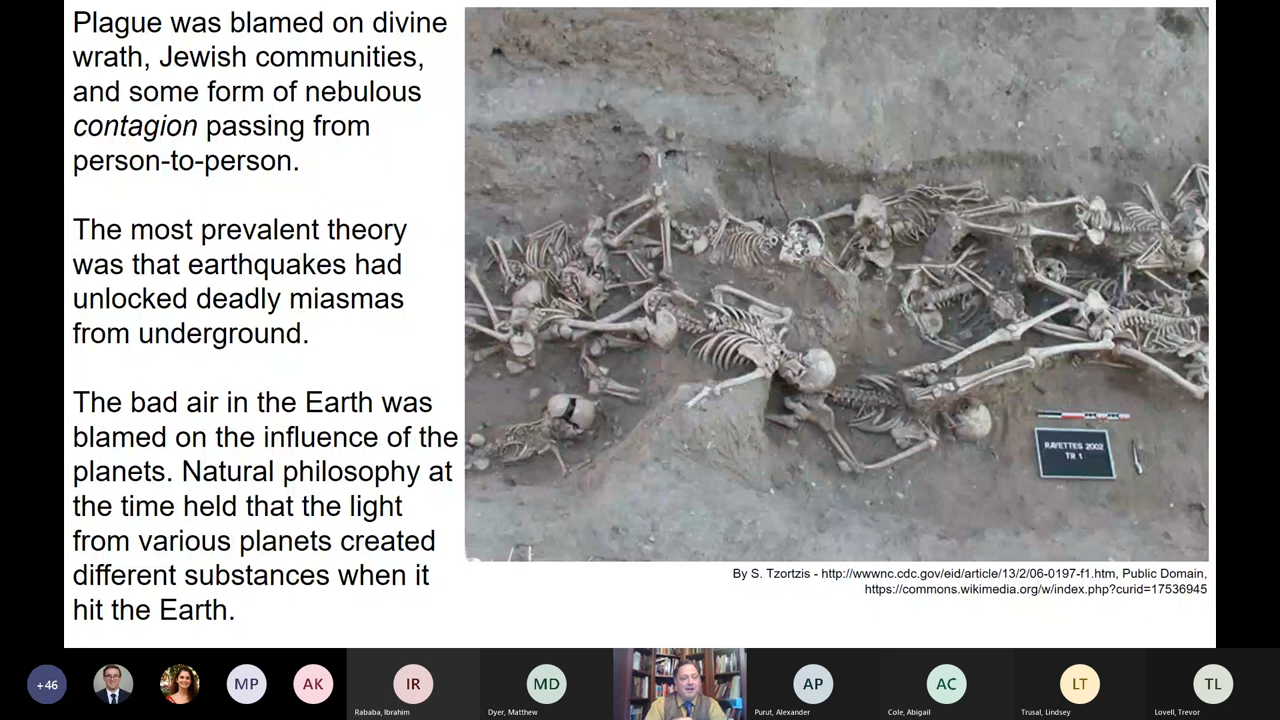 Plague was blamed on divine
wrath, Jewish communities,
and some form of nebulous
contagion passing from
person-to-person.
The most prevalent theory
was that earthquakes had
unlocked deadly miasmas
from underground.
The bad air in the Earth was
blamed on the influence of the
planets. Natural philosophy at
the time held that the light
from various planets created
different substances when it
hit the Earth.
RAYETTES 2002
TR 1
By S. Tzortzis - http://wwwnc.cdc.gov/eid/article/13/2/06-0197-f1.htm, Public Domain,
https://commons.wikimedia.org/w/index.php?curid=17536945
+46
MP
AK
IR
Rababa, Ibrahim
MD
Dyer, Matthew
AP
Purut, Alexander
AC
Cole, Abigail
LT
Trusal, Lindsey
TL
Lovell, Trevor